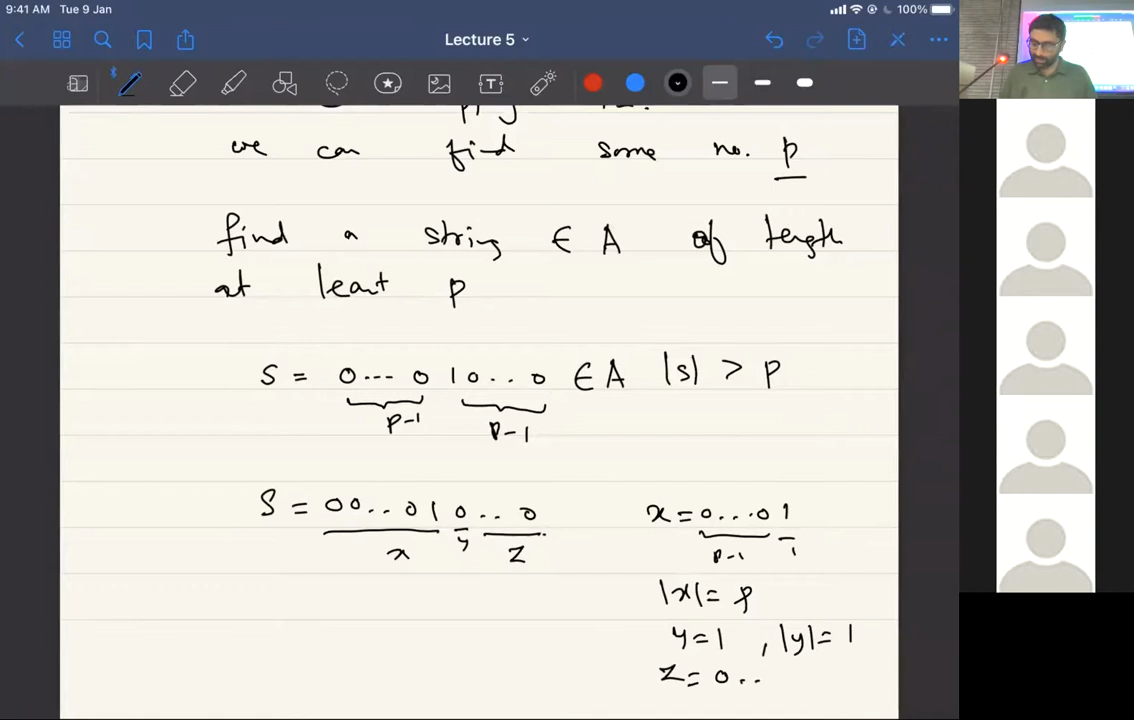 9:41 AM Tue 9 Jan
100%
Lecture 5
we can find some no. p
find a string ∈ A of length
at least p
S = 0--- 0 1 0... 0 ∈ A |s| > p
p-1
p-1
S = 00...01 0... 0
x y z
x = 0...0 1
p-1 1
|x| = p
y = 1 , |y| = 1
z = 0..